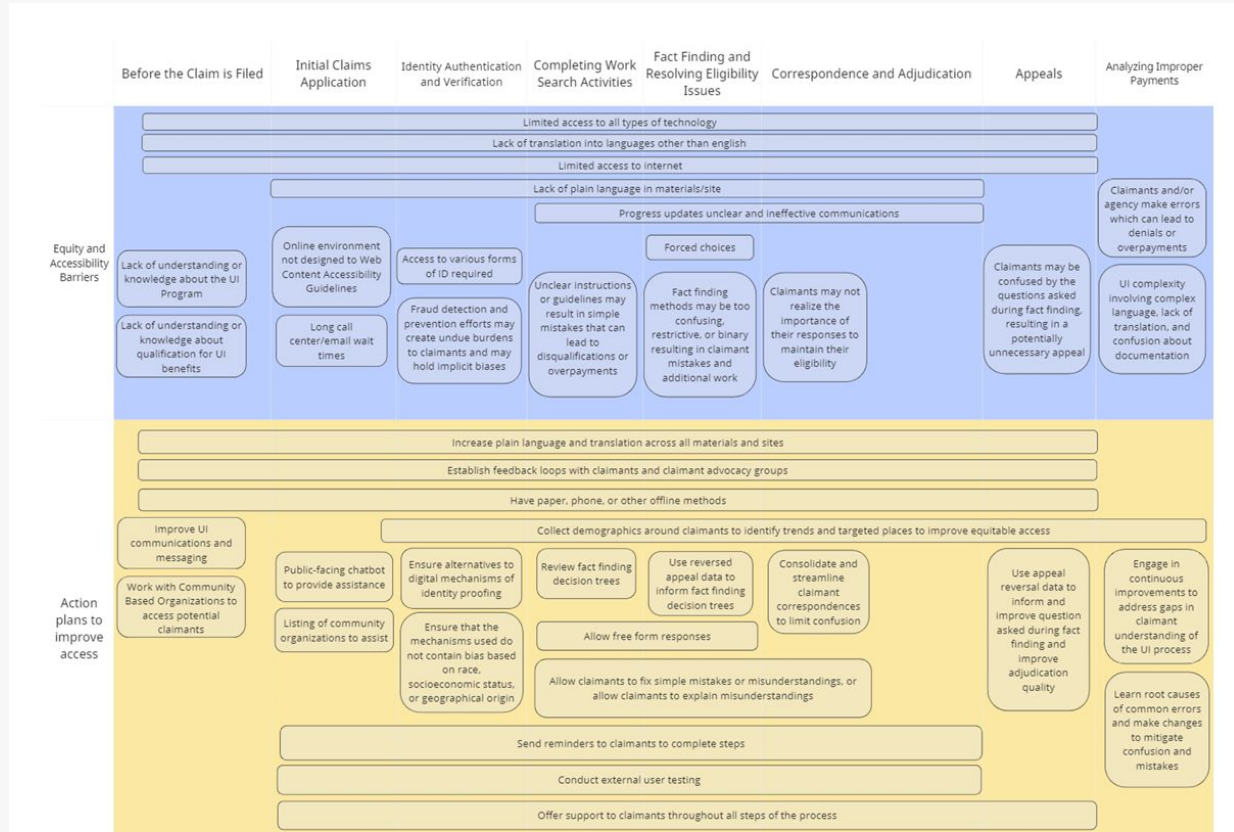 Before the Claim is Filed
Initial Claims
Application
Identity Authentication
and Verification
Completing Work
Search Activities
Fact Finding and
Resolving Eligibility
Issues
Correspondence and Adjudication
Appeals
Analyzing Improper
Payments
Equity and
Accessibility
Barriers
Limited access to all types of technology
Lack of translation into languages other than english
Limited access to internet
Lack of plain language in materials/site
Progress updates unclear and ineffective communications
Lack of understanding or
knowledge about the UI
Program
Lack of understanding or
knowledge about
qualification for UI
benefits
Online environment
not designed to Web
Content Accessibility
Guidelines
Long call
center/email wait
times
Access to various forms
of ID required
Fraud detection and
prevention efforts may
create undue burdens
to claimants and may
hold implicit biases
Unclear instructions
or guidelines may
result in simple
mistakes that can
lead to
disqualifications or
overpayments
Forced choices
Fact finding
methods may be too
confusing,
restrictive, or binary
resulting in claimant
mistakes and
additional work
Claimants may not
realize the
importance of
their responses to
maintain their
eligibility
Claimants may be
confused by the
questions asked
during fact finding,
resulting in a
potentially
unnecessary appeal
Claimants and/or
agency make errors
which can lead to
denials or
overpayments
UI complexity
involving complex
language, lack of
translation, and
confusion about
documentation
Action
plans to
improve
access
Increase plain language and translation across all materials and sites
Establish feedback loops with claimants and claimant advocacy groups
Have paper, phone, or other offline methods
Collect demographics around claimants to identify trends and targeted places to improve equitable access
Improve UI
communications and
messaging
Work with Community
Based Organizations to
access potential
claimants
Public-facing chatbot
to provide assistance
Listing of community
organizations to assist
Ensure alternatives to
digital mechanisms of
identity proofing
Ensure that the
mechanisms used do
not contain bias based
on race,
socioeconomic status,
or geographical origin
Review fact finding
decision trees
Use reversed
appeal data to
inform fact finding
decision trees
Allow free form responses
Allow claimants to fix simple mistakes or misunderstandings, or
allow claimants to explain misunderstandings
Consolidate and
streamline
claimant
correspondences
to limit confusion
Use appeal
reversal data to
inform and
improve question
asked during fact
finding and
improve
adjudication
quality
Engage in
continuous
improvements to
address gaps in
claimant
understanding of
the UI process
Learn root causes
of common errors
and make changes
to mitigate
confusion and
mistakes
Send reminders to claimants to complete steps
Conduct external user testing
Offer support to claimants throughout all steps of the process